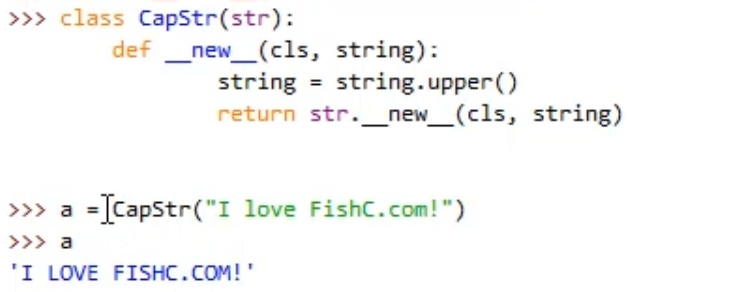 >>> class CapStr(str):
        def __new__(cls, string):
                string = string.upper()
                return str.__new__(cls, string)
>>> a = CapStr("I love FishC.com!")
>>> a
'I LOVE FISHC.COM!'